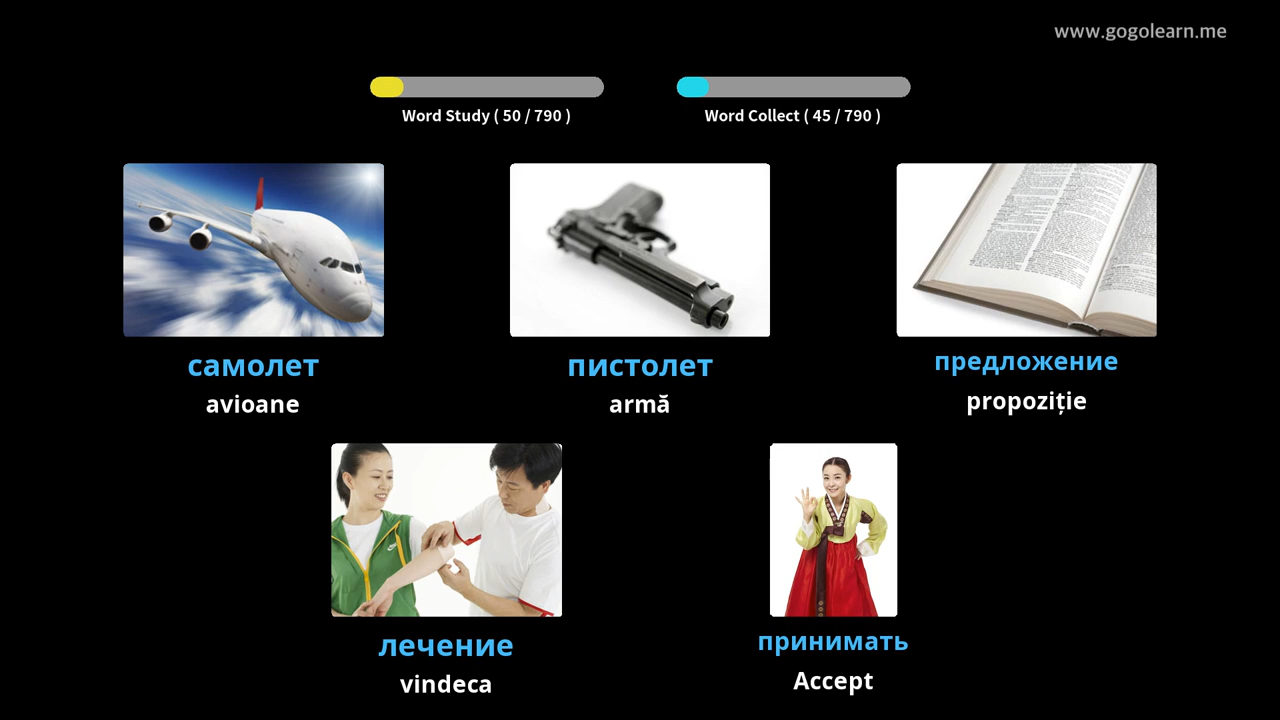 www.gogolearn.me
Word Study ( 50 / 790 )
Word Collect ( 45 / 790 )
самолет
avioane
пистолет
armă
предложение
propoziție
лечение
vindeca
принимать
Accept